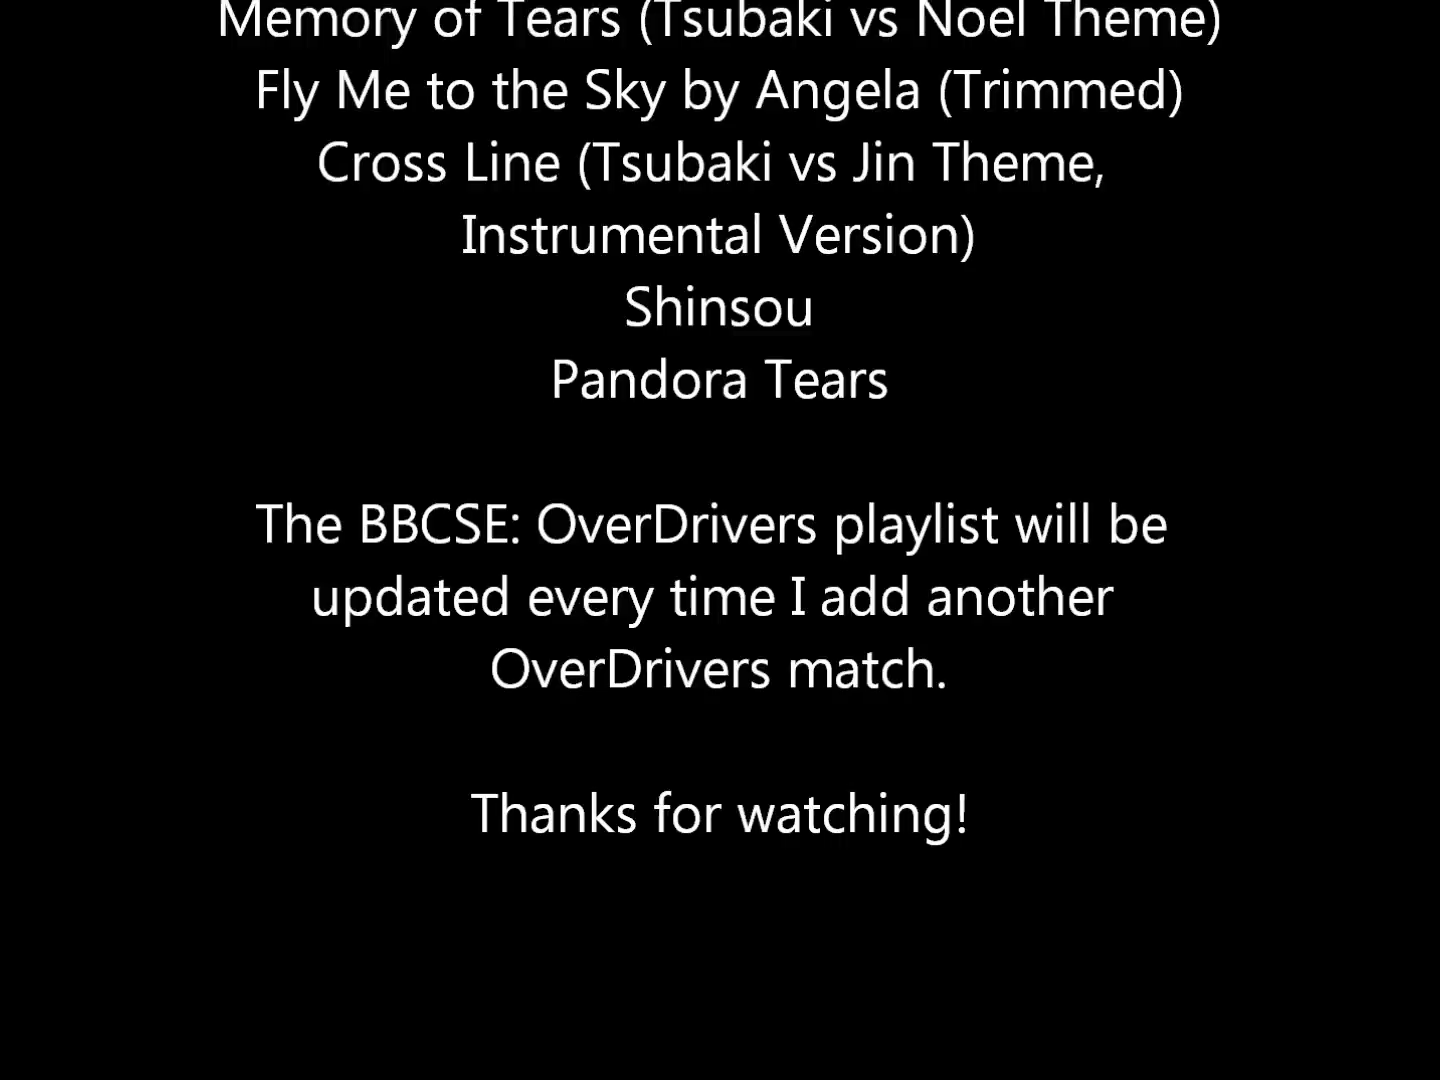 Memory of Tears (Tsubaki vs Noel Theme)
Fly Me to the Sky by Angela (Trimmed)
Cross Line (Tsubaki vs Jin Theme,
Instrumental Version)
Shinsou
Pandora Tears
The BBCSE: OverDrivers playlist will be
updated every time I add another
OverDrivers match.
Thanks for watching!